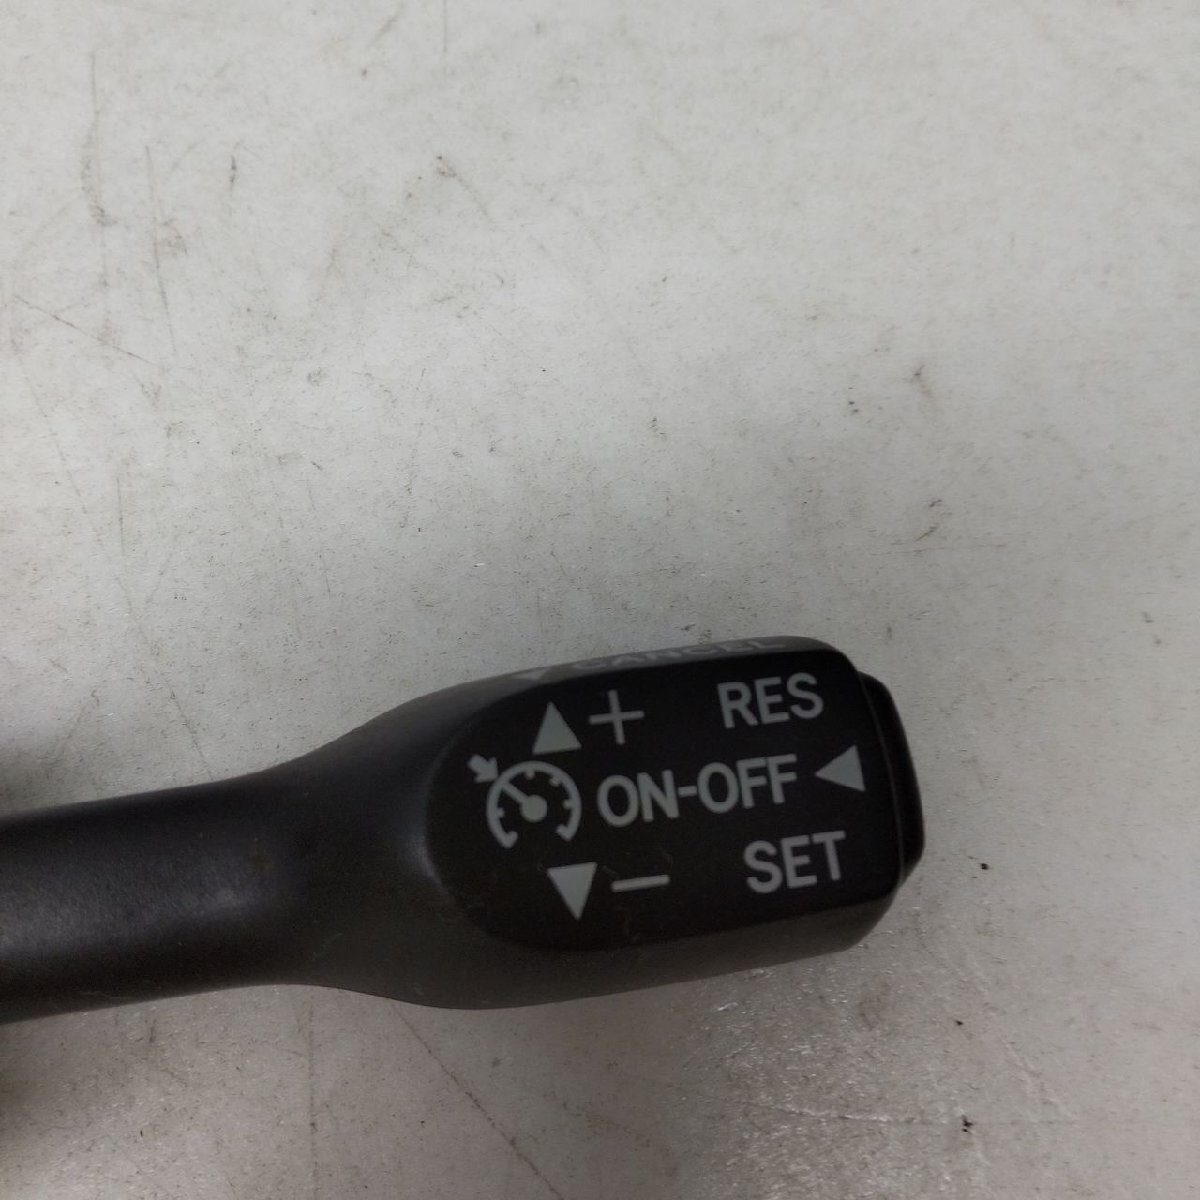 CANCEL
+ RES
ON-OFF
- SET